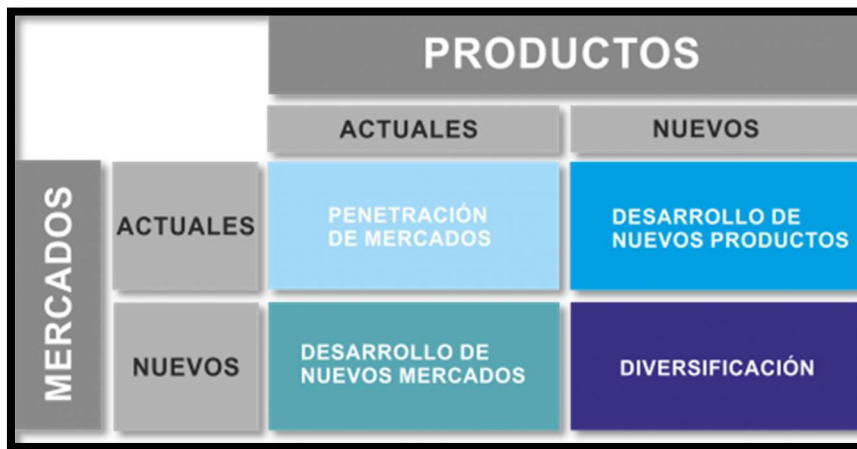 PRODUCTOS
ACTUALES
NUEVOS
MERCADOS
ACTUALES
PENETRACIÓN
DE MERCADOS
DESARROLLO DE
NUEVOS PRODUCTOS
NUEVOS
DESARROLLO DE
NUEVOS MERCADOS
DIVERSIFICACIÓN